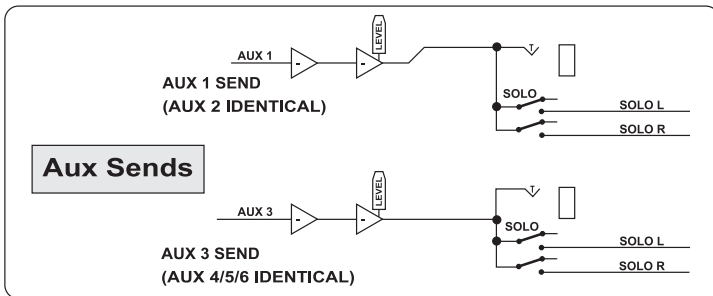 AUX 1
LEVEL
AUX 1 SEND
(AUX 2 IDENTICAL)
SOLO
SOLO L
SOLO R
Aux Sends
AUX 3
LEVEL
AUX 3 SEND
(AUX 4/5/6 IDENTICAL)
SOLO
SOLO L
SOLO R